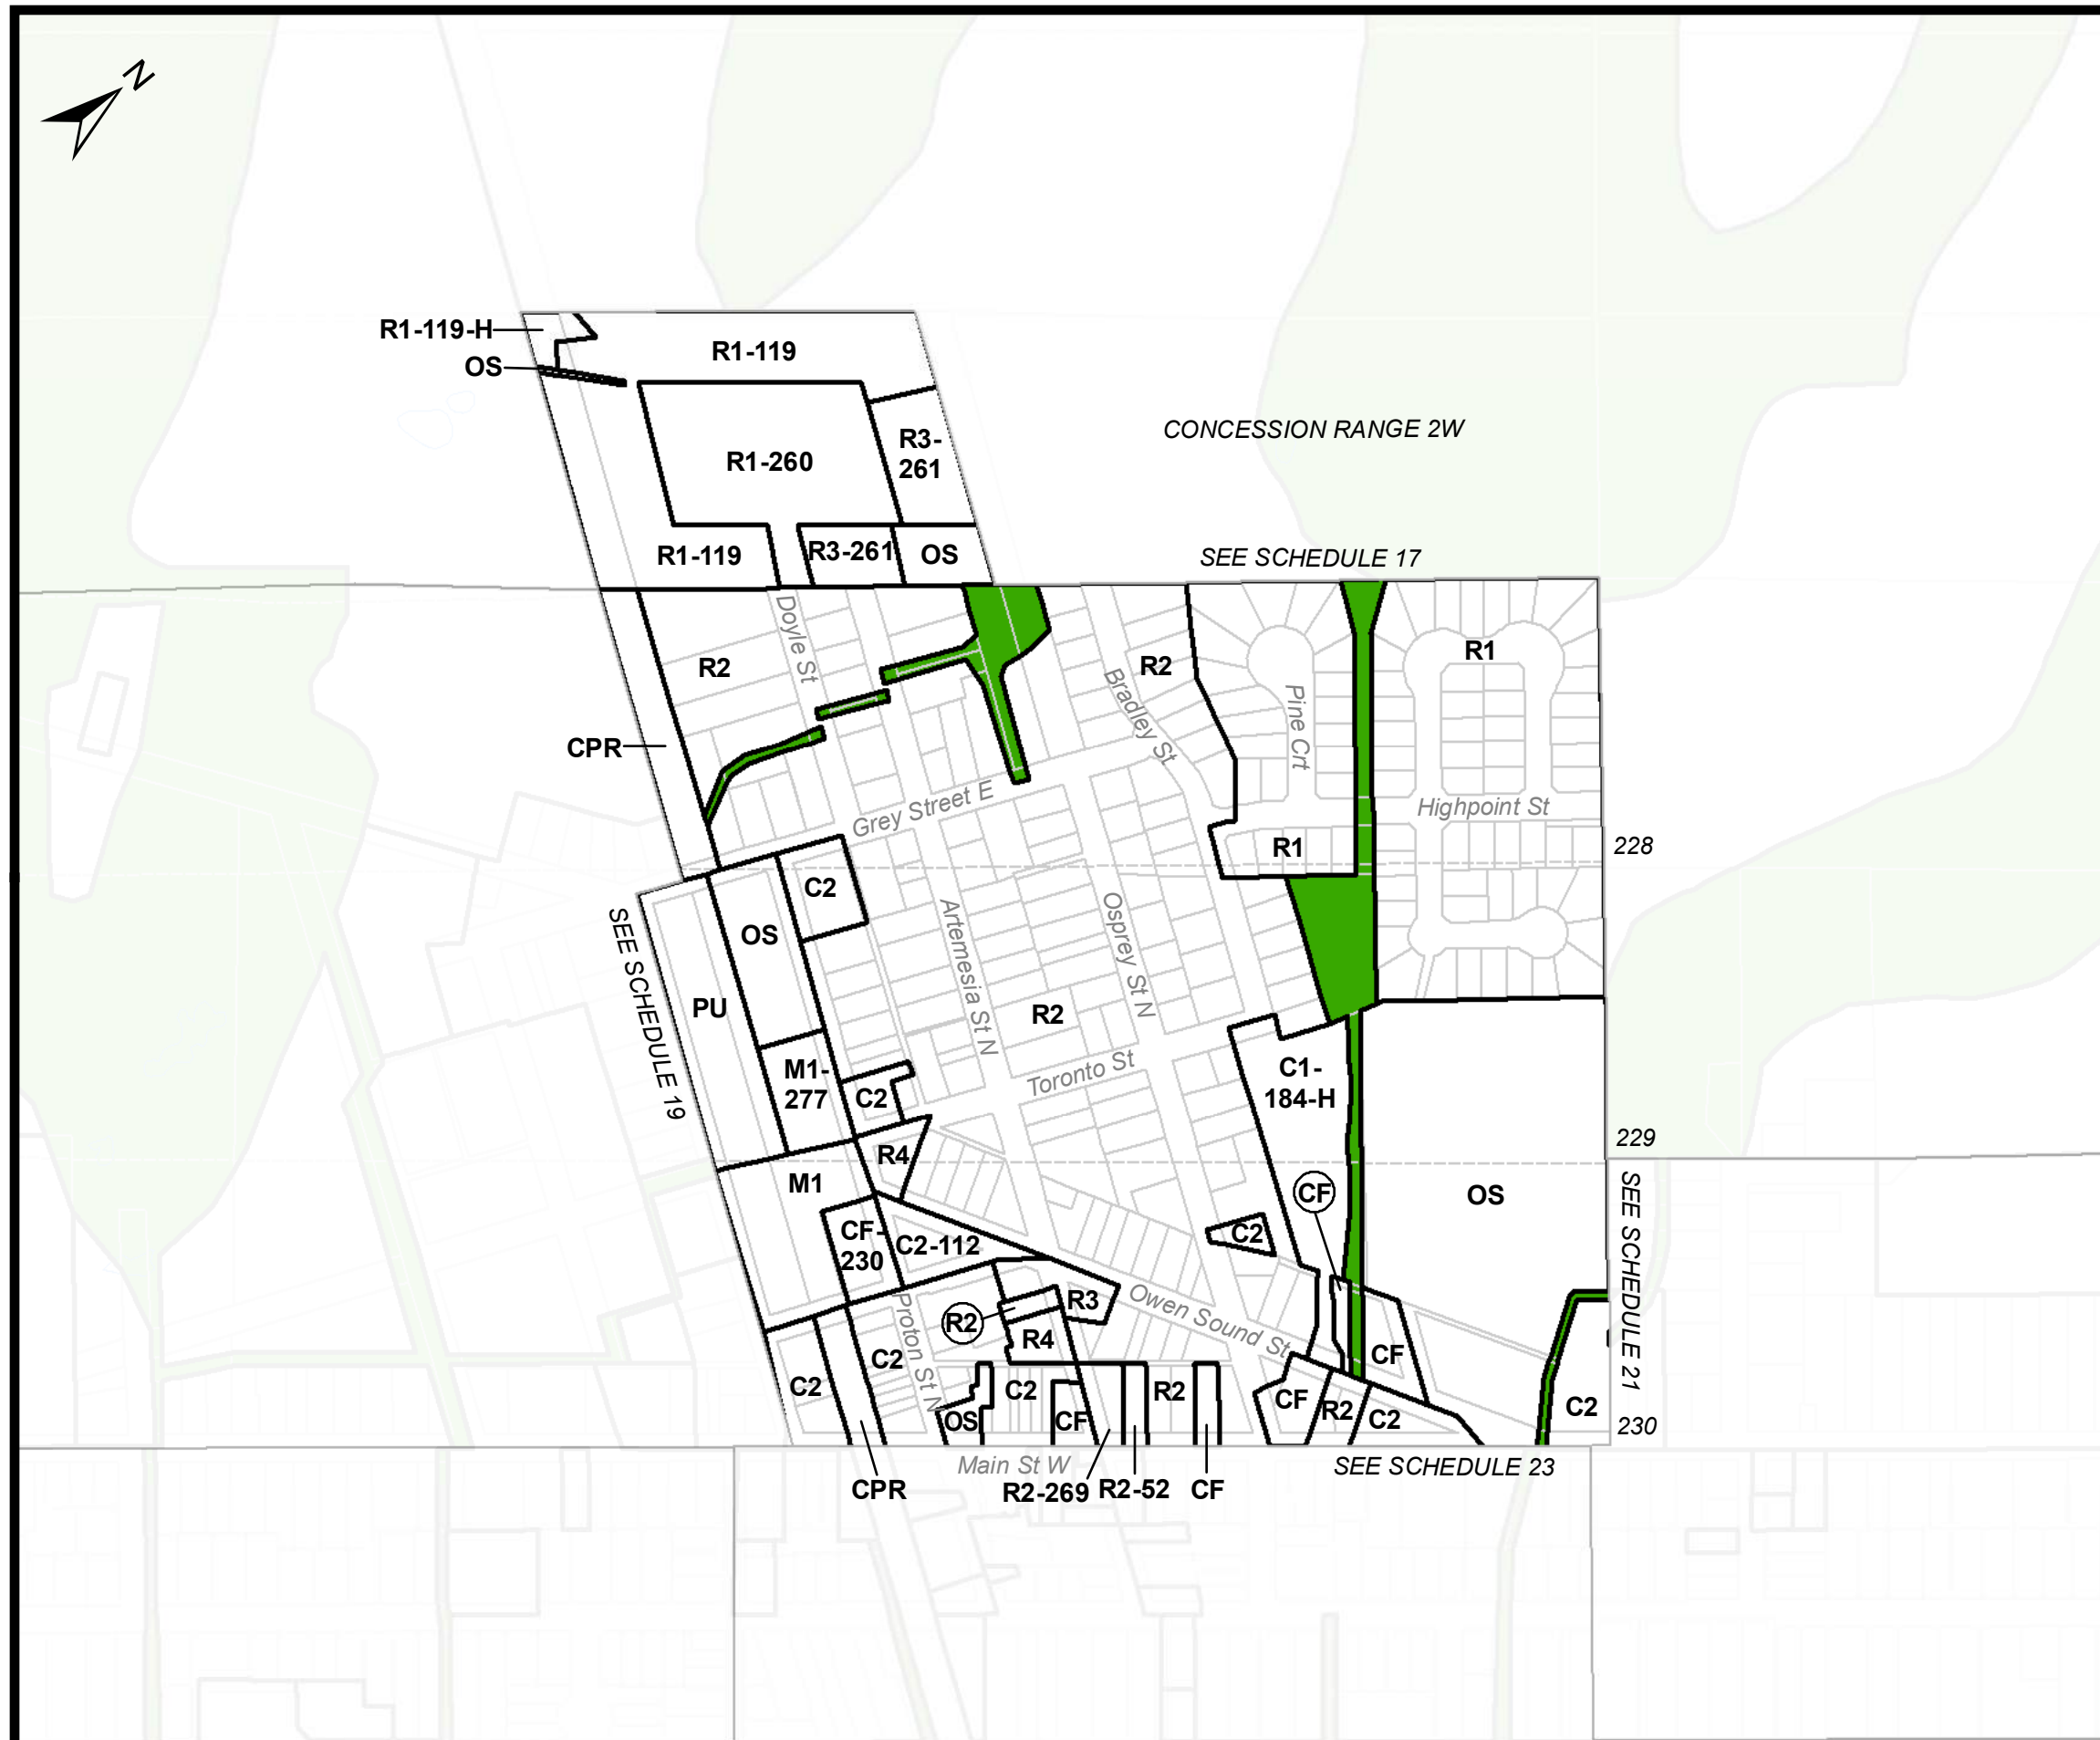 N
R1-119-H
OS
R1-119
R3-
261
R1-260
CONCESSION RANGE 2W
R1-119
R3-261
OS
SEE SCHEDULE 17
Doyle St
R2
R2
Bradley St
Pine Crt
R1
CPR
Grey Street E
Highpoint St
R1
228
C2
OS
SEE SCHEDULE 19
PU
Artemesia St N
Osprey St N
R2
M1-
277
C2
Toronto St
C1-
184-H
R4
229
M1
CF
OS
SEE SCHEDULE 21
CF-
230
C2-112
C2
R2
R3
R4
Owen Sound St
Proton St N
C2
C2
C2
OS
CF
R2
CF
R2
C2
CF
C2
230
Main St W
SEE SCHEDULE 23
CPR
R2-269
R2-52
CF